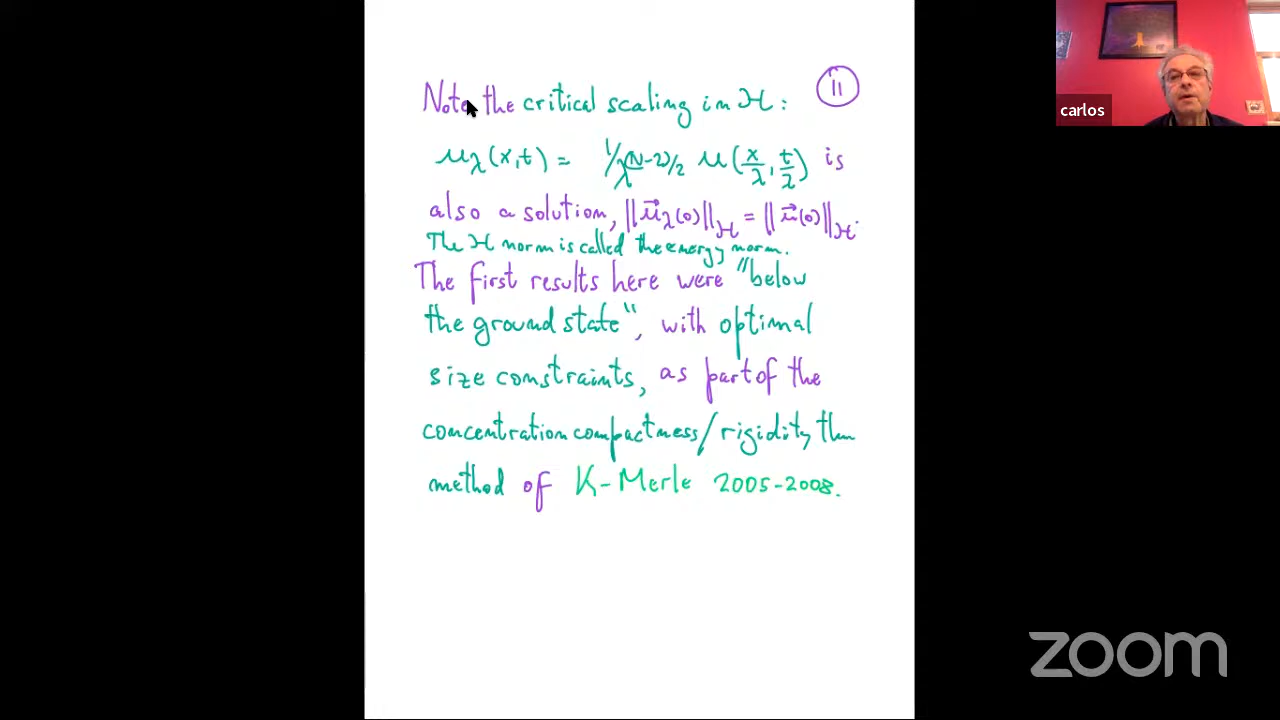 Note the critical scaling in ℋ: 11
u_λ(x,t) = 1/λ^(N-2)/2 u(x/λ, t/λ) is
also a solution, ||u⃗_λ(0)||_ℋ = ||u⃗(0)||_ℋ.
The ℋ norm is called the energy norm.
The first results here were "below
the ground state", with optimal
size constraints, as part of the
concentration compactness/rigidity thm
method of K-Merle 2005-2008.
carlos
zoom